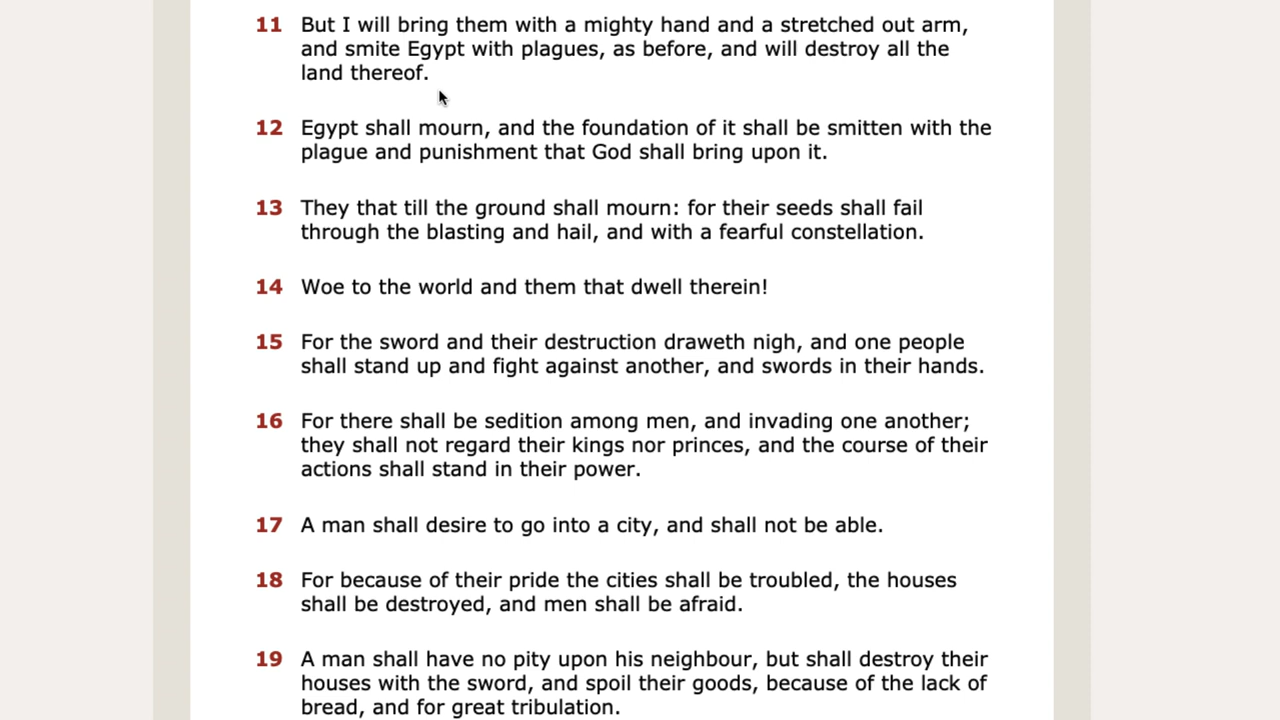 11 But I will bring them with a mighty hand and a stretched out arm,
and smite Egypt with plagues, as before, and will destroy all the
land thereof.
12 Egypt shall mourn, and the foundation of it shall be smitten with the
plague and punishment that God shall bring upon it.
13 They that till the ground shall mourn: for their seeds shall fail
through the blasting and hail, and with a fearful constellation.
14 Woe to the world and them that dwell therein!
15 For the sword and their destruction draweth nigh, and one people
shall stand up and fight against another, and swords in their hands.
16 For there shall be sedition among men, and invading one another;
they shall not regard their kings nor princes, and the course of their
actions shall stand in their power.
17 A man shall desire to go into a city, and shall not be able.
18 For because of their pride the cities shall be troubled, the houses
shall be destroyed, and men shall be afraid.
19 A man shall have no pity upon his neighbour, but shall destroy their
houses with the sword, and spoil their goods, because of the lack of
bread, and for great tribulation.